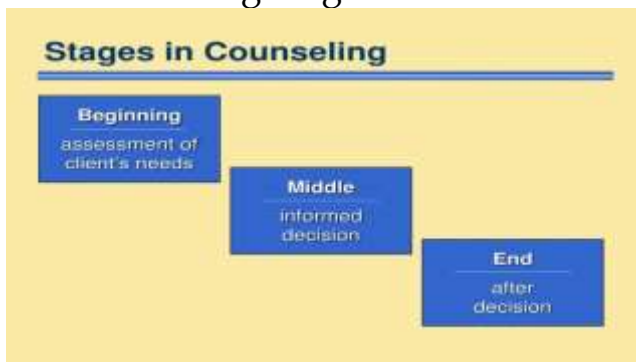 Stages in Counseling
Beginning
assessment of
client's needs
Middle
informed
decision
End
after
decision